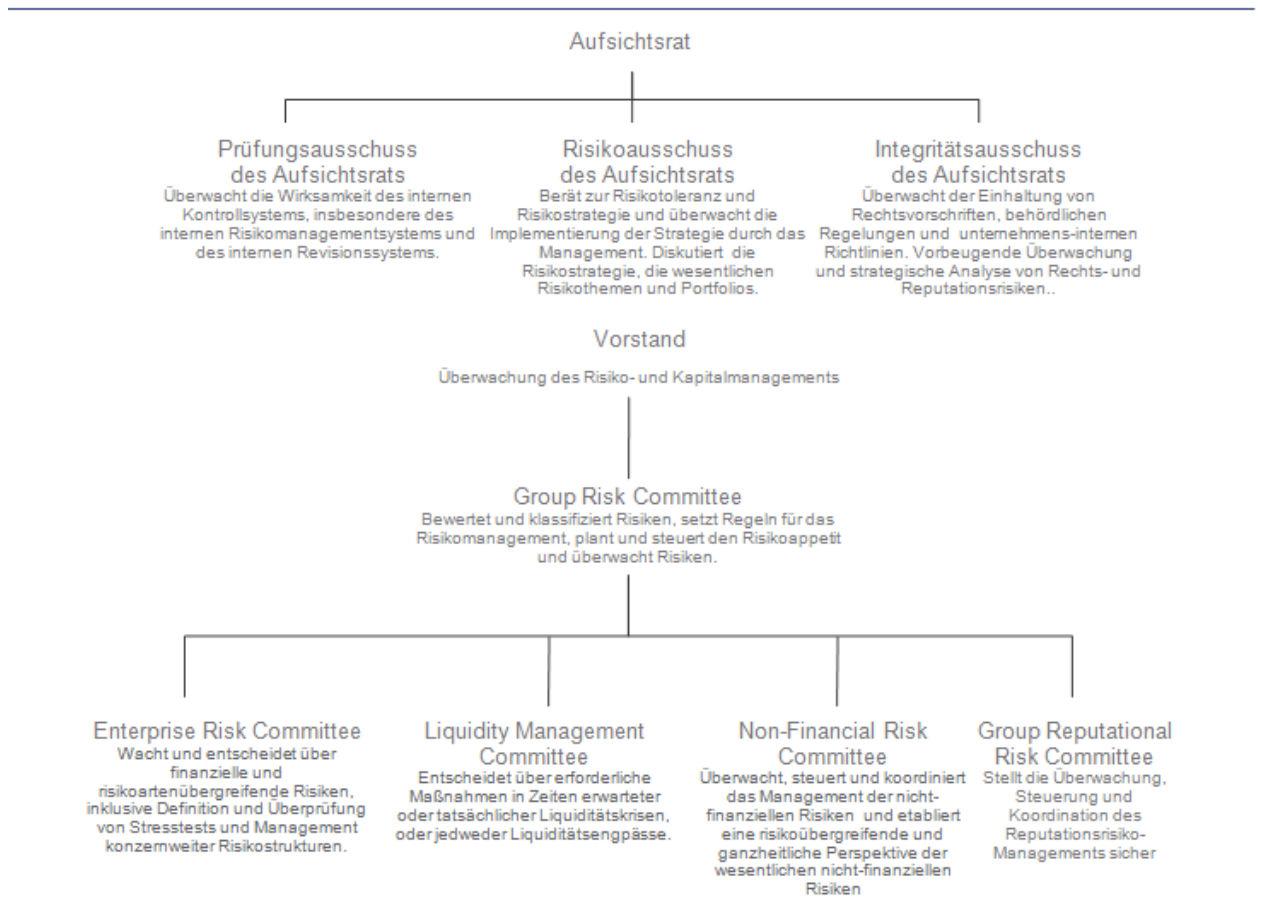 Aufsichtsrat
Prüfungsausschuss
des Aufsichtsrats
Überwacht die Wirksamkeit des internen
Kontrollsystems, insbesondere des
internen Risikomanagementsystems und
des internen Revisionssystems.
Risikoausschuss
des Aufsichtsrats
Berät zur Risikotoleranz und
Risikostrategie und überwacht die
Implementierung der Strategie durch das
Management. Diskutiert die
Risikostrategie, die wesentlichen
Risikothemen und Portfolios.
Integritätsausschuss
des Aufsichtsrats
Überwacht der Einhaltung von
Rechtsvorschriften, behördlichen
Regelungen und unternehmens-internen
Richtlinien. Vorbeugende Überwachung
und strategische Analyse von Rechts- und
Reputationsrisiken..
Vorstand
Überwachung des Risiko- und Kapitalmanagements
Group Risk Committee
Bewertet und klassifiziert Risiken, setzt Regeln für das
Risikomanagement, plant und steuert den Risikoappetit
und überwacht Risiken.
Enterprise Risk Committee
Wacht und entscheidet über
finanzielle und
risikoartenübergreifende Risiken,
inklusive Definition und Überprüfung
von Stresstests und Management
konzernweiter Risikostrukturen.
Liquidity Management
Committee
Entscheidet über erforderliche
Maßnahmen in Zeiten erwarteter
oder tatsächlicher Liquiditätskrisen,
oder jedweder Liquiditätsengpässe.
Non-Financial Risk
Committee
Überwacht, steuert und koordiniert
das Management der nicht-
finanziellen Risiken und etabliert
eine risikoübergreifende und
ganzheitliche Perspektive der
wesentlichen nicht-finanziellen
Risiken
Group Reputational
Risk Committee
Stellt die Überwachung,
Steuerung und
Koordination des
Reputationsrisiko-
Managements sicher